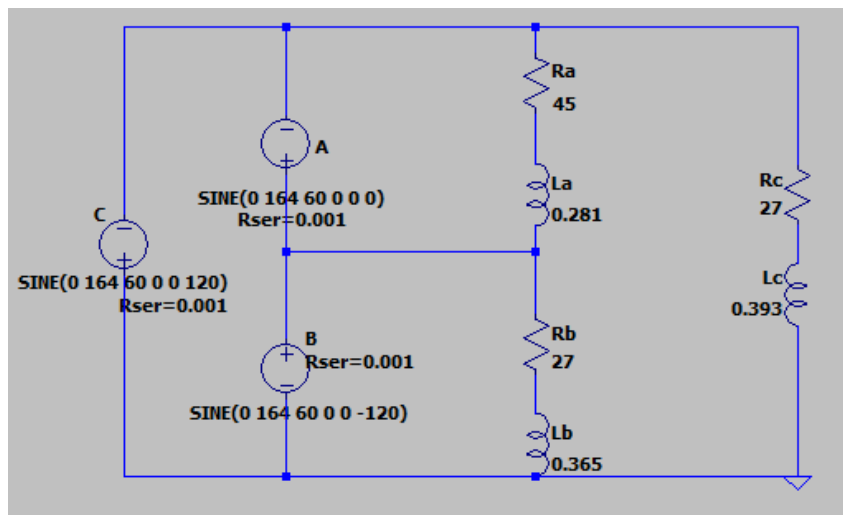 Ra
45
A
La
0.281
SINE(0 164 60 0 0 0)
Rser=0.001
Rc
27
C
SINE(0 164 60 0 0 120)
Rser=0.001
Lc
0.393
B
Rser=0.001
Rb
27
SINE(0 164 60 0 0 -120)
Lb
0.365